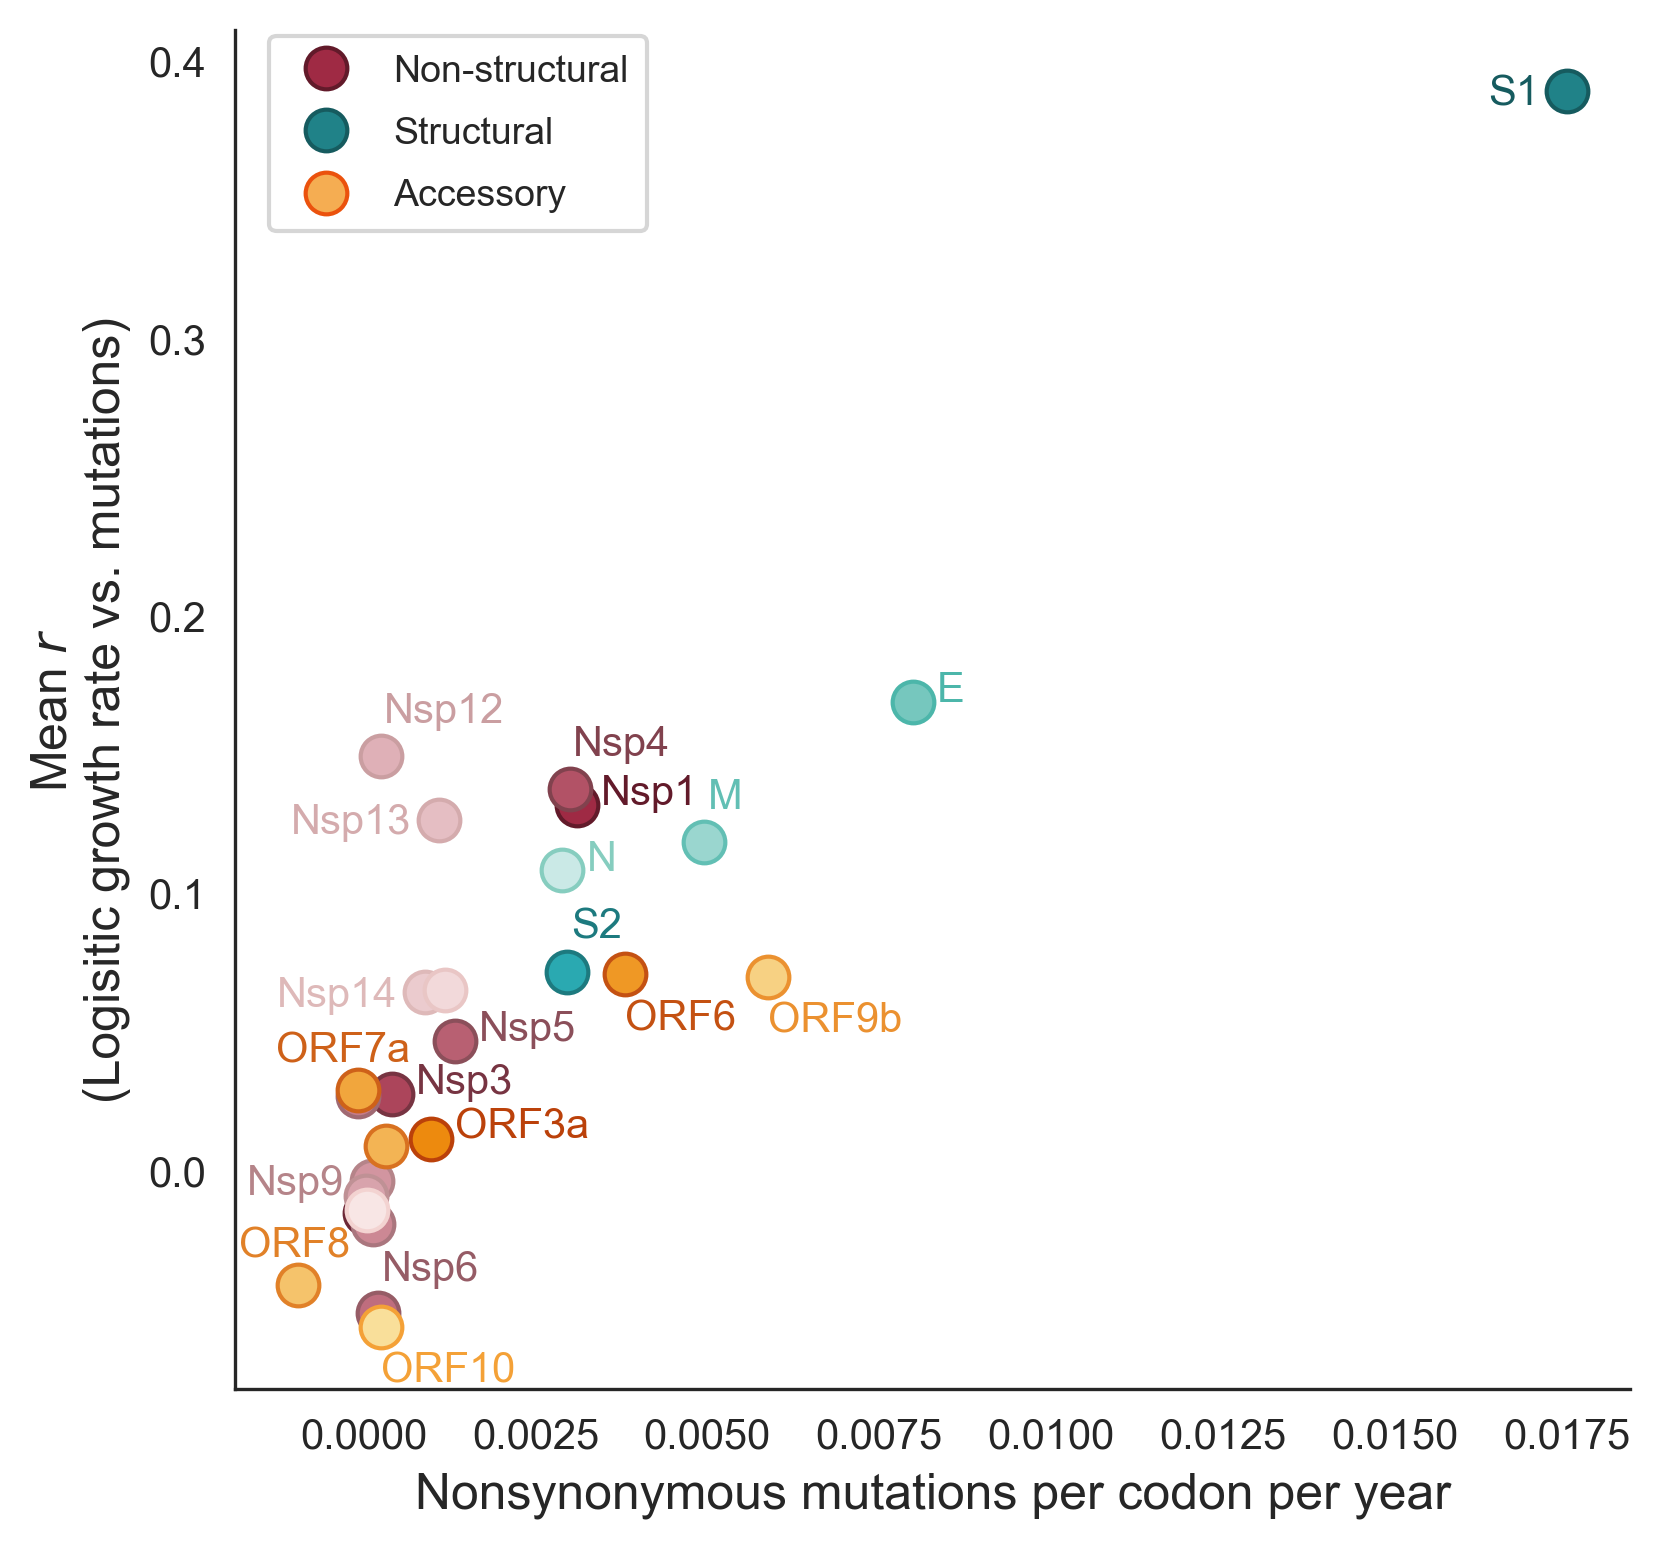 0.4
0.3
0.2
0.1
0.0
Mean r
(Logisitic growth rate vs. mutations)
Non-structural
Structural
Accessory
S1
E
Nsp12
Nsp4
Nsp1
M
Nsp13
N
S2
Nsp14
ORF6
ORF9b
Nsp5
ORF7a
Nsp3
ORF3a
Nsp9
ORF8
Nsp6
ORF10
0.0000
0.0025
0.0050
0.0075
0.0100
0.0125
0.0150
0.0175
Nonsynonymous mutations per codon per year